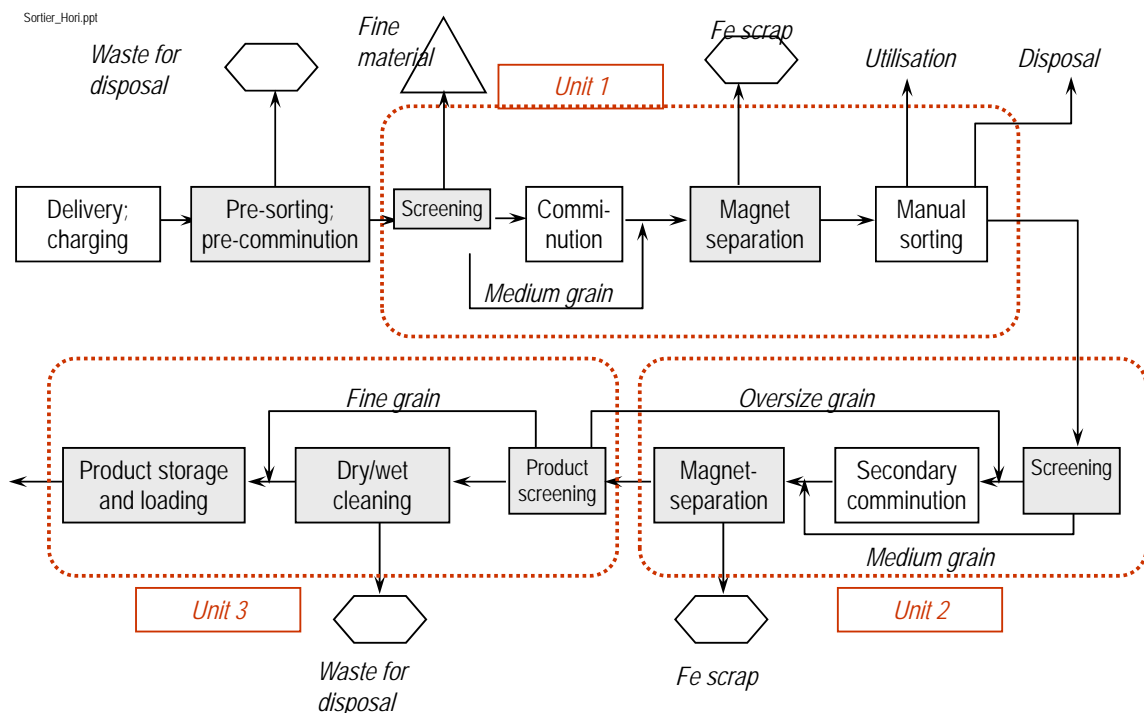 Sortier_Hori.ppt
Waste for
disposal
Fine
material
Fe scrap
Utilisation
Disposal
Unit 1
Delivery;
charging
Pre-sorting;
pre-comminution
Screening
Commi-
nution
Magnet
separation
Manual
sorting
Medium grain
Fine grain
Oversize grain
Product storage
and loading
Dry/wet
cleaning
Product
screening
Magnet-
separation
Secondary
comminution
Screening
Medium grain
Unit 3
Unit 2
Waste for
disposal
Fe scrap